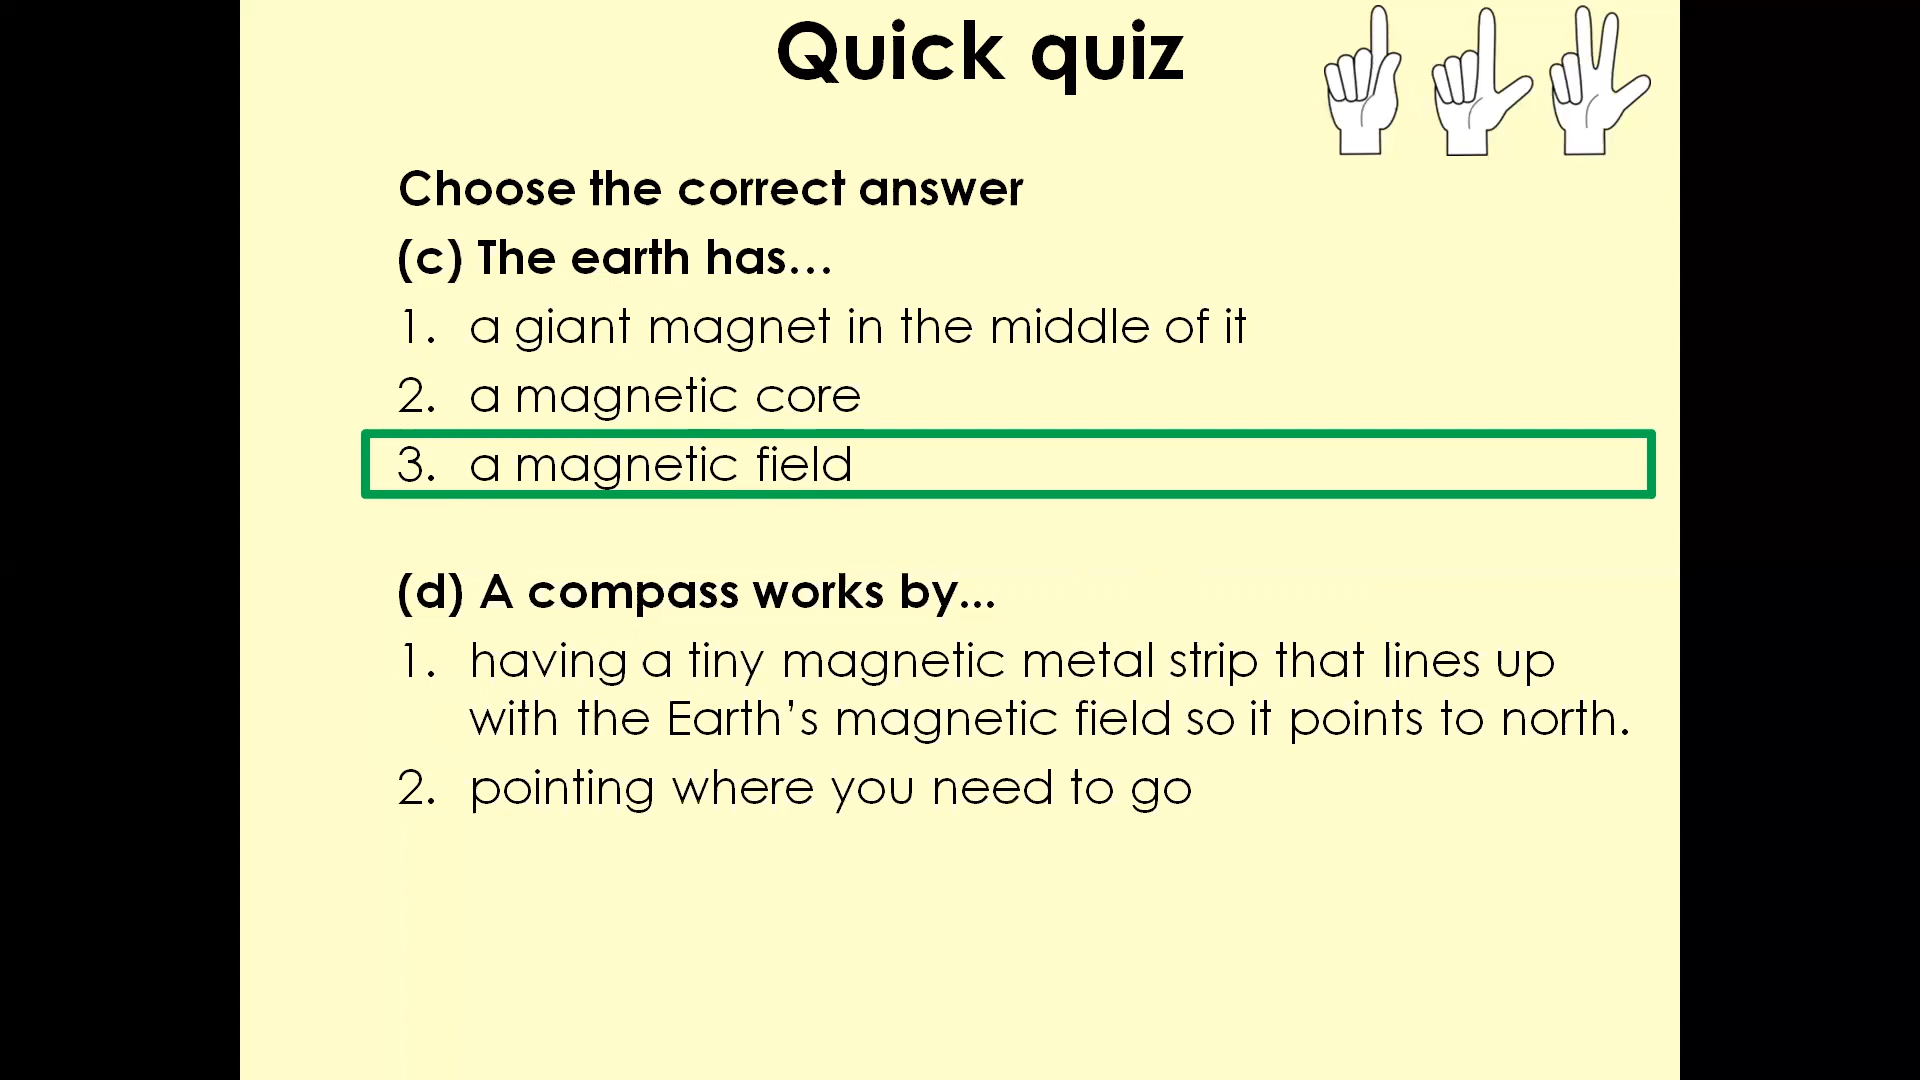 Quick quiz
Choose the correct answer
(c) The earth has…
1. a giant magnet in the middle of it
2. a magnetic core
3. a magnetic field
(d) A compass works by...
1. having a tiny magnetic metal strip that lines up
with the Earth’s magnetic field so it points to north.
2. pointing where you need to go